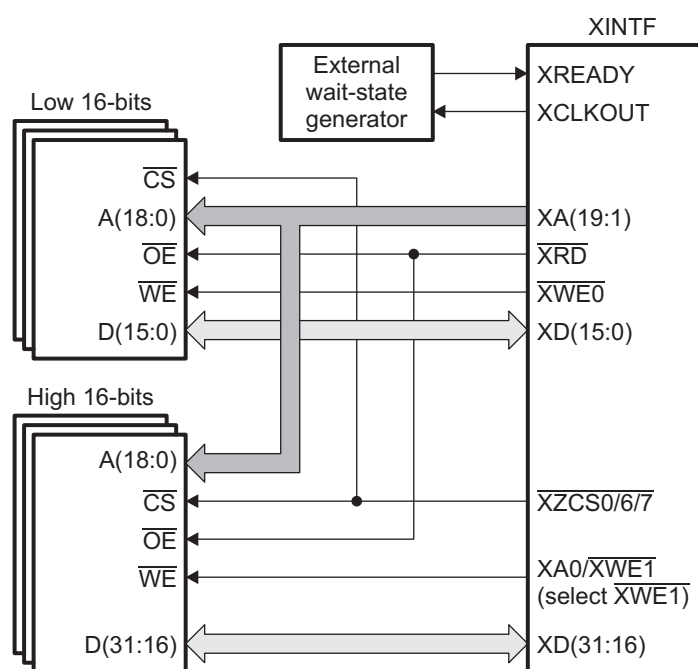 XINTF
External
wait-state
generator
XREADY
XCLKOUT
Low 16-bits
CS
A(18:0)
OE
WE
D(15:0)
XA(19:1)
XRD
XWE0
XD(15:0)
High 16-bits
A(18:0)
CS
OE
WE
D(31:16)
XZCS0/6/7
XA0/XWE1
(select XWE1)
XD(31:16)